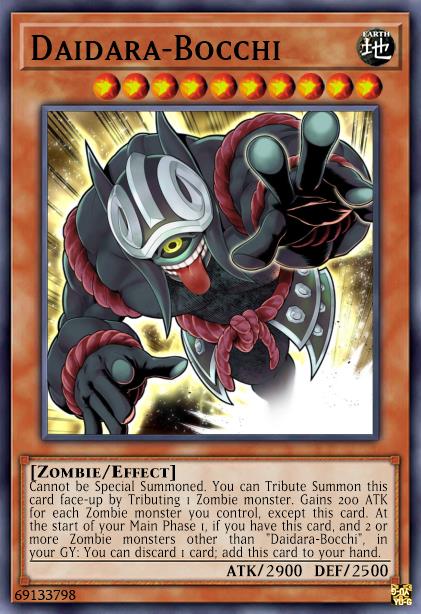 Daidara-Bocchi
EARTH
地
[Zombie/Effect]
Cannot be Special Summoned. You can Tribute Summon this
card face-up by Tributing 1 Zombie monster. Gains 200 ATK
for each Zombie monster you control, except this card. At
the start of your Main Phase 1, if you have this card, and 2 or
more Zombie monsters other than "Daidara-Bocchi", in
your GY: You can discard 1 card; add this card to your hand.
ATK/2900 DEF/2500
69133798